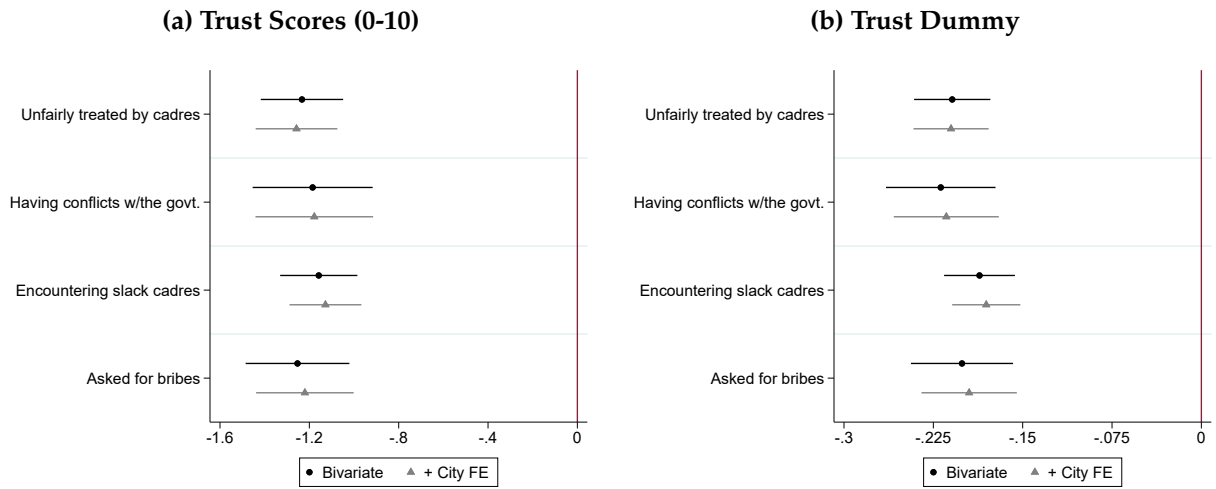 (a) Trust Scores (0-10)
Unfairly treated by cadres
Having conflicts w/the govt.
Encountering slack cadres
Asked for bribes
-1.6 -1.2 -.8 -.4 0
Bivariate + City FE
(b) Trust Dummy
Unfairly treated by cadres
Having conflicts w/the govt.
Encountering slack cadres
Asked for bribes
-.3 -.225 -.15 -.075 0
Bivariate + City FE